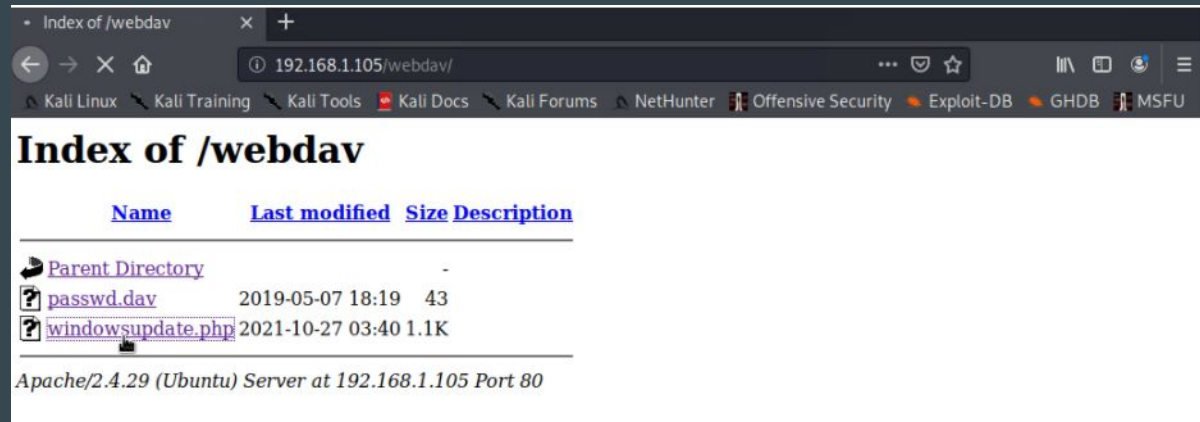 Index of /webdav
192.168.1.105/webdav/
Kali Linux Kali Training Kali Tools Kali Docs Kali Forums NetHunter Offensive Security Exploit-DB GHDB MSFU
Index of /webdav
Name Last modified Size Description
Parent Directory -
passwd.dav 2019-05-07 18:19 43
windowsupdate.php 2021-10-27 03:40 1.1K
Apache/2.4.29 (Ubuntu) Server at 192.168.1.105 Port 80